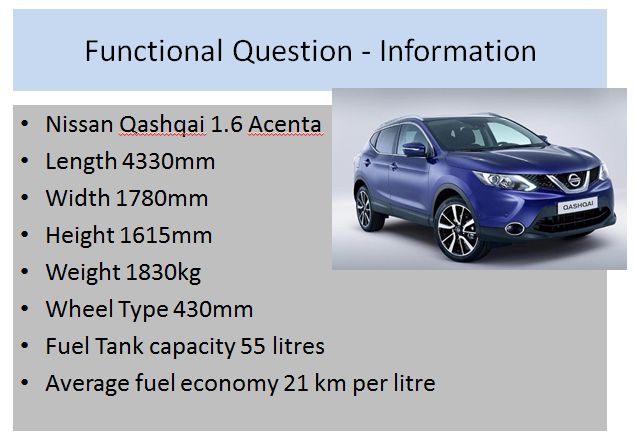 Functional Question - Information
• Nissan Qashqai 1.6 Acenta
• Length 4330mm
• Width 1780mm
• Height 1615mm
• Weight 1830kg
• Wheel Type 430mm
• Fuel Tank capacity 55 litres
• Average fuel economy 21 km per litre
NISSAN
QASHQAI